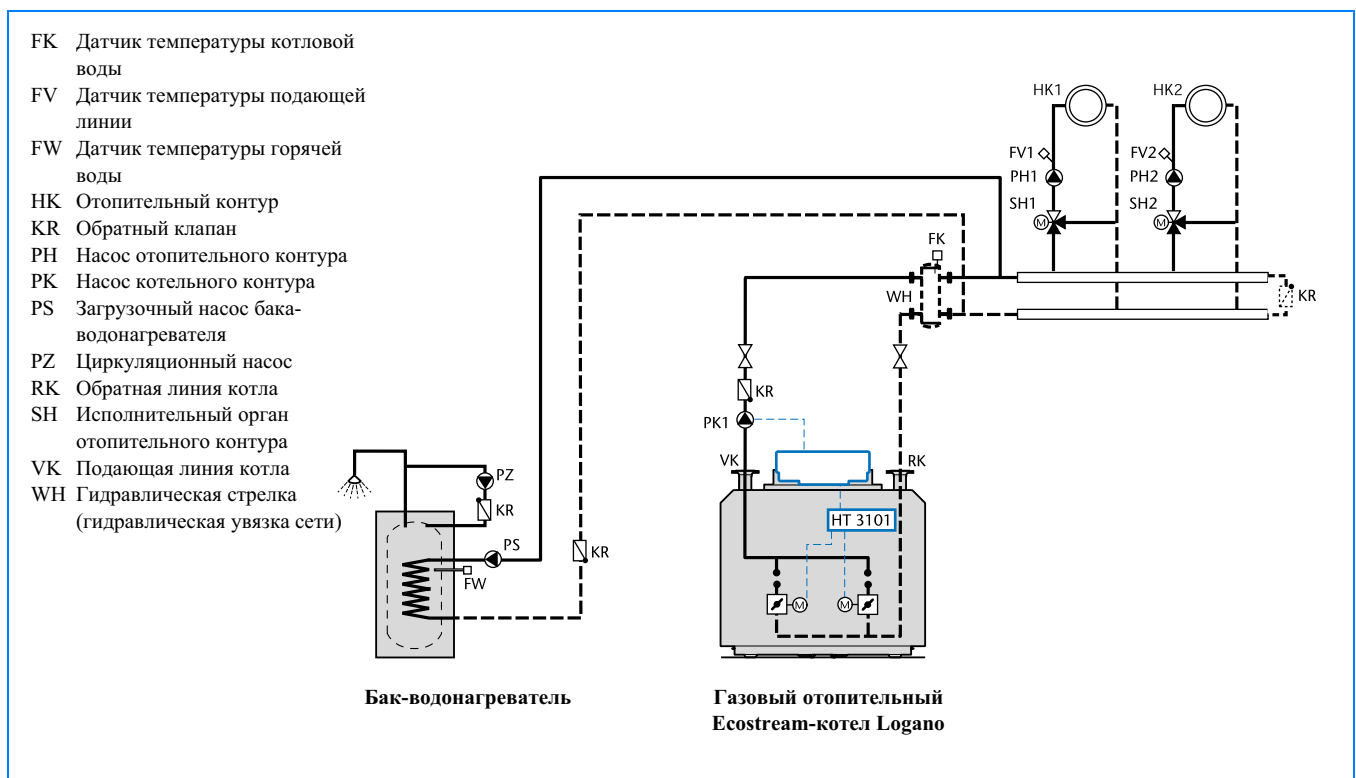 FK Датчик температуры котловой
воды
FV Датчик температуры подающей
линии
FW Датчик температуры горячей
воды
HK Отопительный контур
KR Обратный клапан
PH Насос отопительного контура
PK Насос котельного контура
PS Загрузочный насос бака-
водонагревателя
PZ Циркуляционный насос
RK Обратная линия котла
SH Исполнительный орган
отопительного контура
VK Подающая линия котла
WH Гидравлическая стрелка
(гидравлическая увязка сети)
HK1
HK2
FV1
FV2
PH1
PH2
SH1
SH2
M
M
FK
WH
KR
KR
PK1
VK
RK
PZ
KR
HT 3101
PS
KR
FW
M
M
Бак-водонагреватель
Газовый отопительный
Ecostream-котел Logano